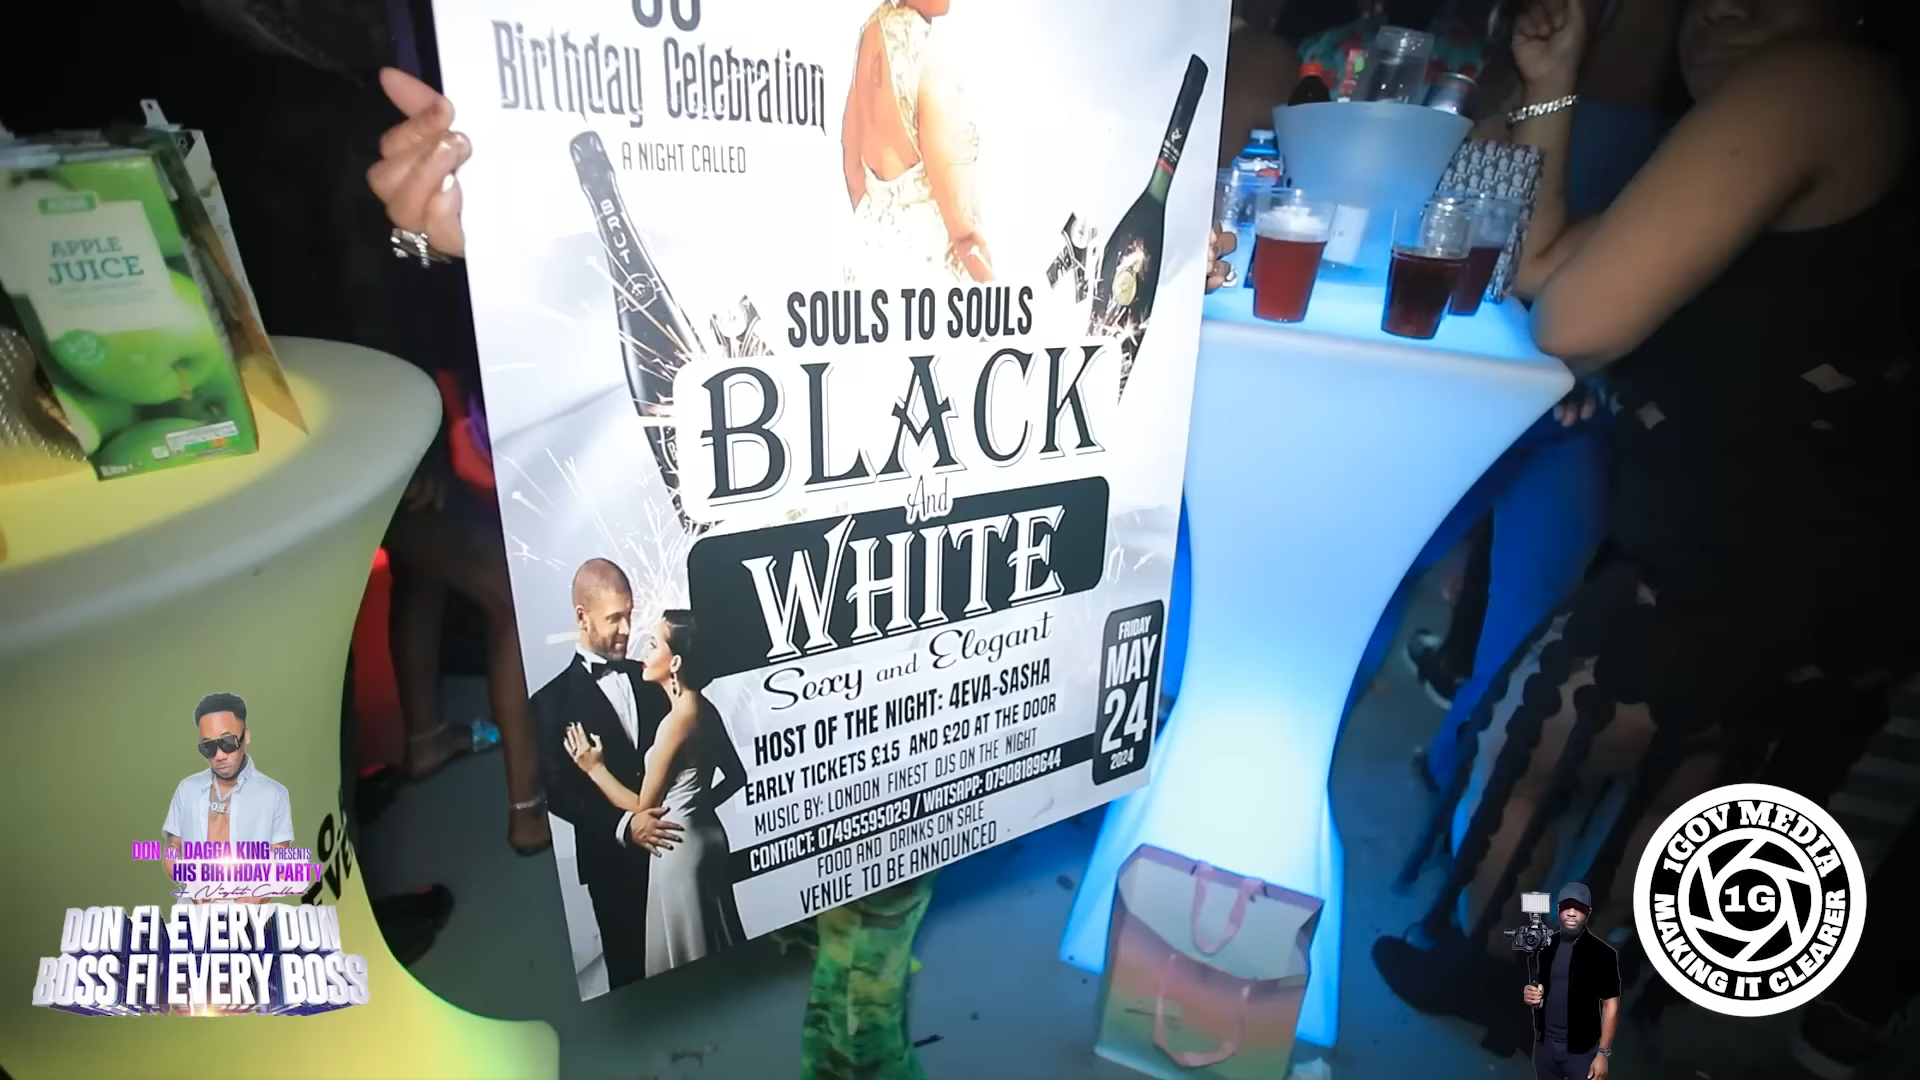 Birthday Celebration
A NIGHT CALLED
BRUT
SOULS TO SOULS
BLACK
And
WHITE
Sexy and Elegant
HOST OF THE NIGHT: 4EVA-SASHA
EARLY TICKETS £15 AND £20 AT THE DOOR
MUSIC BY: LONDON FINEST DJS ON THE NIGHT
CONTACT: 07495595029 / WATSAPP: 07908189644
FOOD AND DRINKS ON SALE
VENUE TO BE ANNOUNCED
FRIDAY
MAY
24
2024
APPLE
JUICE
DON AKA DAGGA KING PRESENTS
HIS BIRTHDAY PARTY
A Night Called
DON FI EVERY DON
BOSS FI EVERY BOSS
1GOV MEDIA
1G
MAKING IT CLEARER